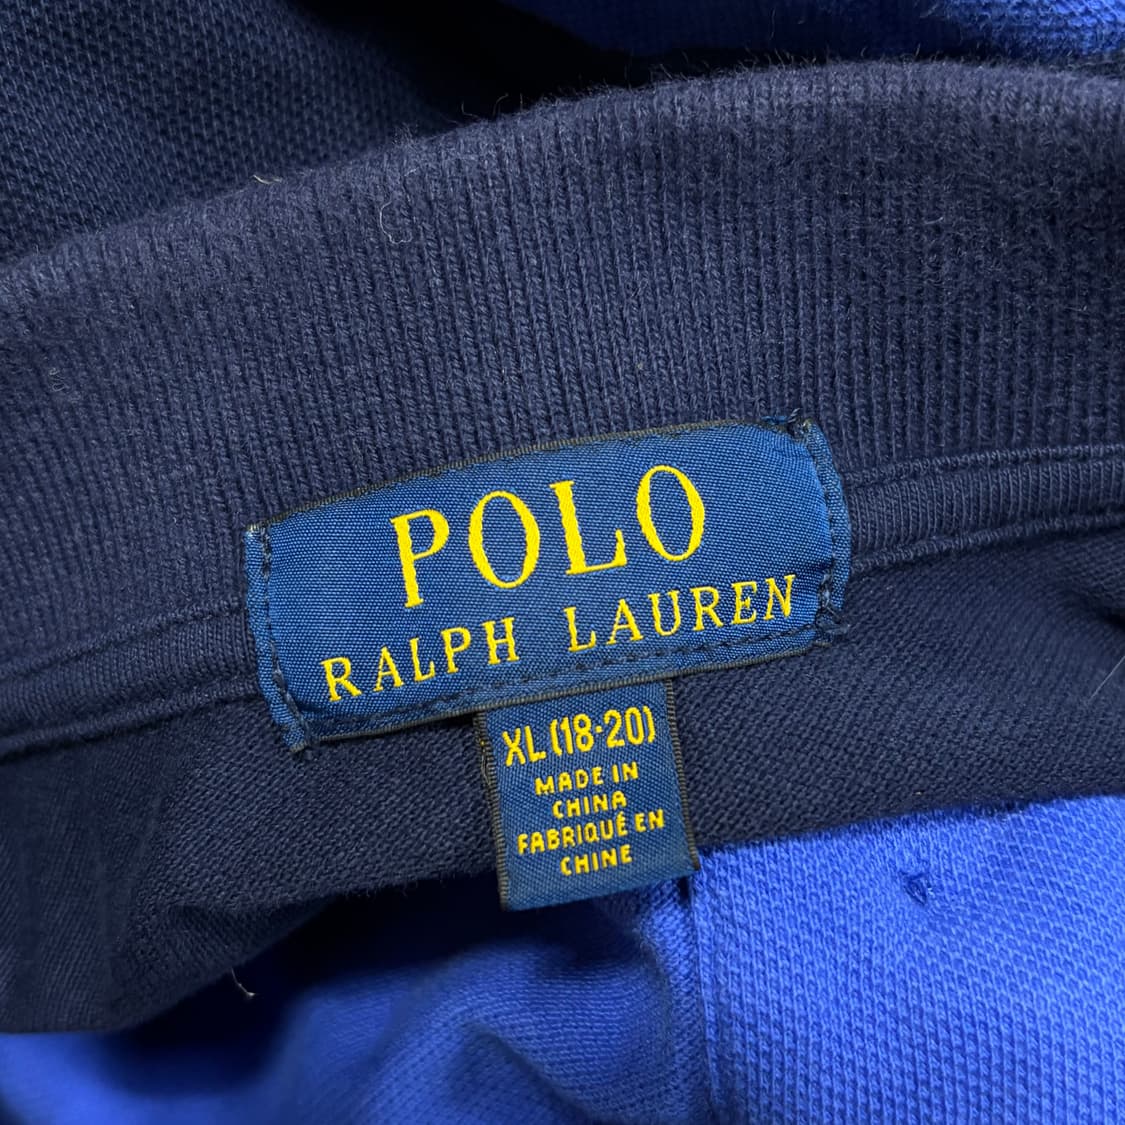 POLO
RALPH LAUREN
XL (18-20)
MADE IN
CHINA
FABRIQUÉ EN
CHINE